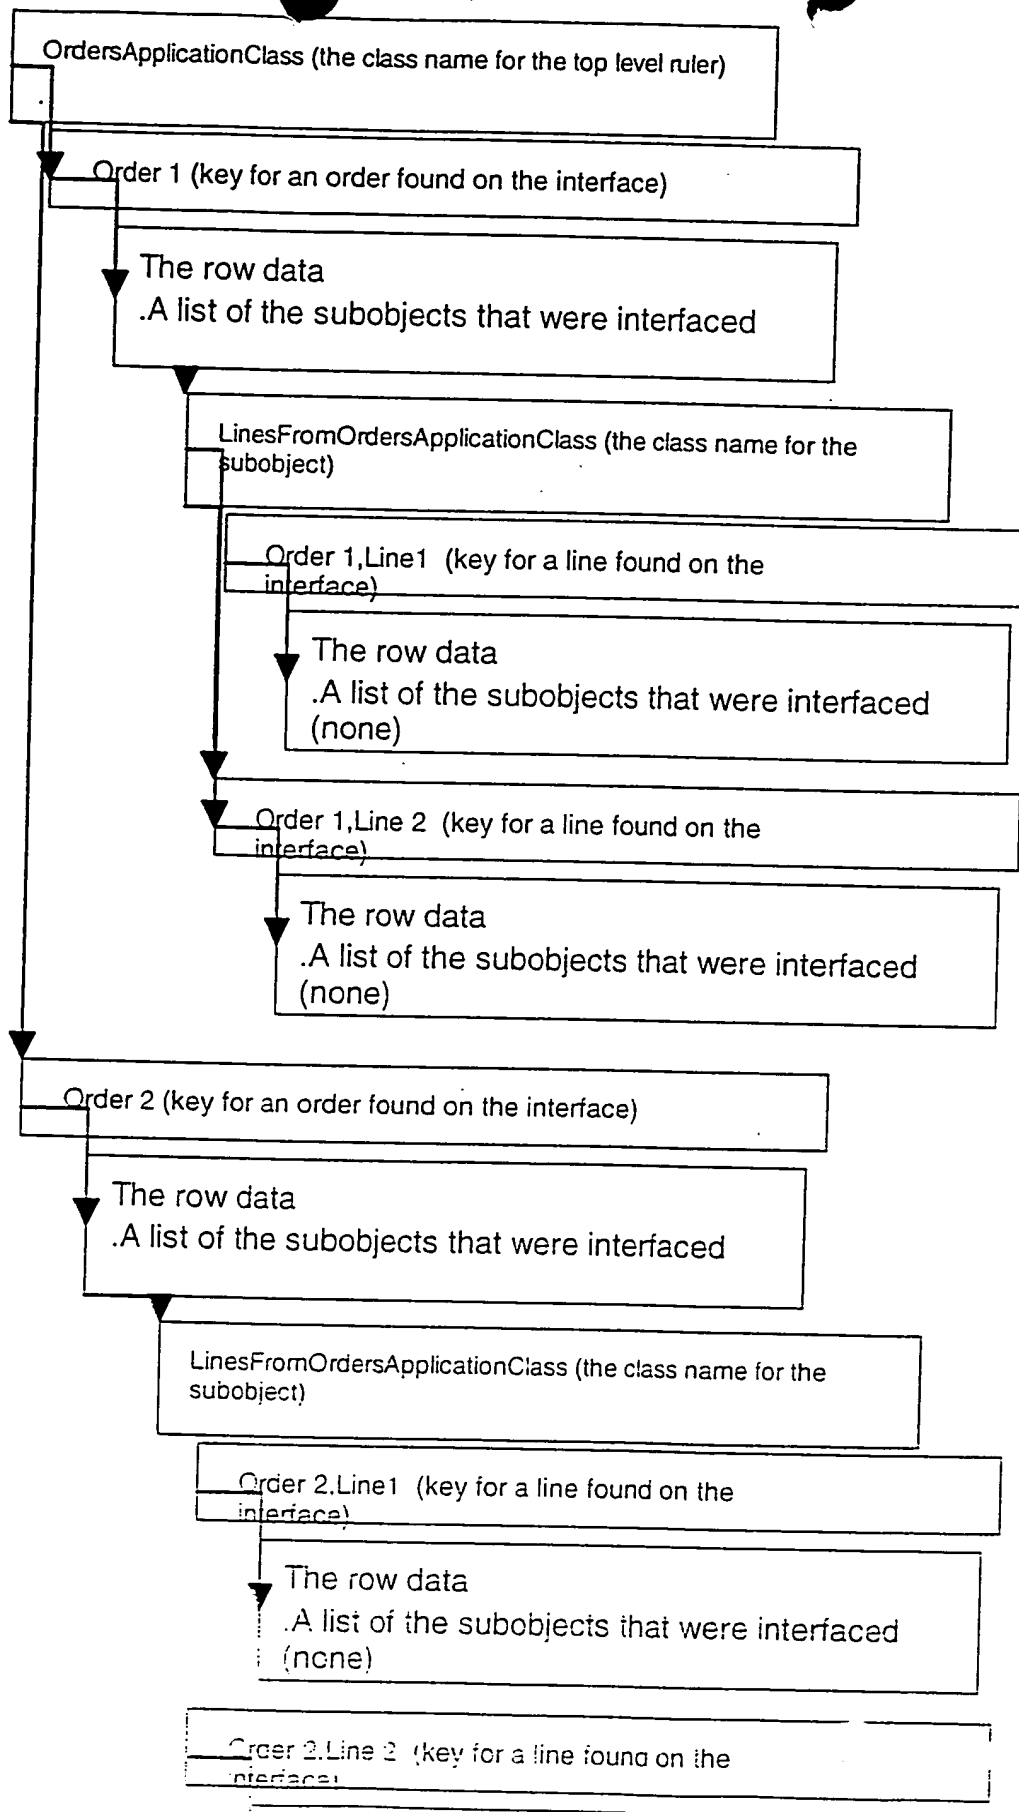 OrdersApplicationClass (the class name for the top level ruler)
Order 1 (key for an order found on the interface)
The row data
.A list of the subobjects that were interfaced
LinesFromOrdersApplicationClass (the class name for the
subobject)
Order 1,Line1 (key for a line found on the
interface)
The row data
.A list of the subobjects that were interfaced
(none)
Order 1,Line 2 (key for a line found on the
interface)
The row data
.A list of the subobjects that were interfaced
(none)
Order 2 (key for an order found on the interface)
The row data
.A list of the subobjects that were interfaced
LinesFromOrdersApplicationClass (the class name for the
subobject)
Order 2,Line1 (key for a line found on the
interface)
The row data
.A list of the subobjects that were interfaced
(none)
Order 2,Line 2 (key for a line found on the
interface)